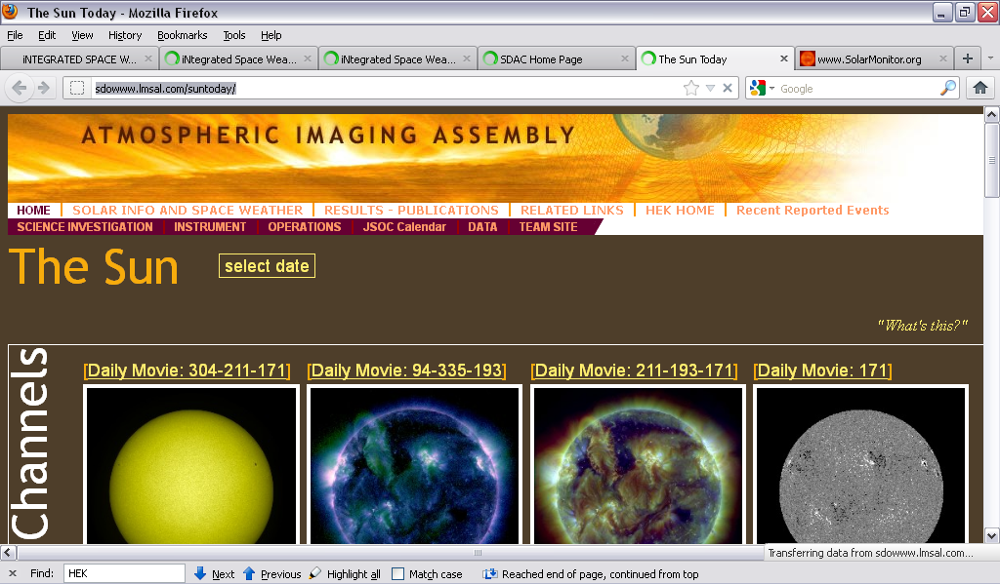 The Sun Today - Mozilla Firefox
File Edit View History Bookmarks Tools Help
iNTEGRATED SPACE W... iNtegrated Space Wea... iNtegrated Space Wea... SDAC Home Page The Sun Today www.SolarMonitor.org
sdowww.lmsal.com/suntoday/ Google
ATMOSPHERIC IMAGING ASSEMBLY
HOME SOLAR INFO AND SPACE WEATHER RESULTS - PUBLICATIONS RELATED LINKS HEK HOME Recent Reported Events
SCIENCE INVESTIGATION INSTRUMENT OPERATIONS JSOC Calendar DATA TEAM SITE
The Sun select date
"What's this?"
Channels
[Daily Movie: 304-211-171] [Daily Movie: 94-335-193] [Daily Movie: 211-193-171] [Daily Movie: 171]
Transferring data from sdowww.lmsal.com...
Find: HEK Next Previous Highlight all Match case Reached end of page, continued from top